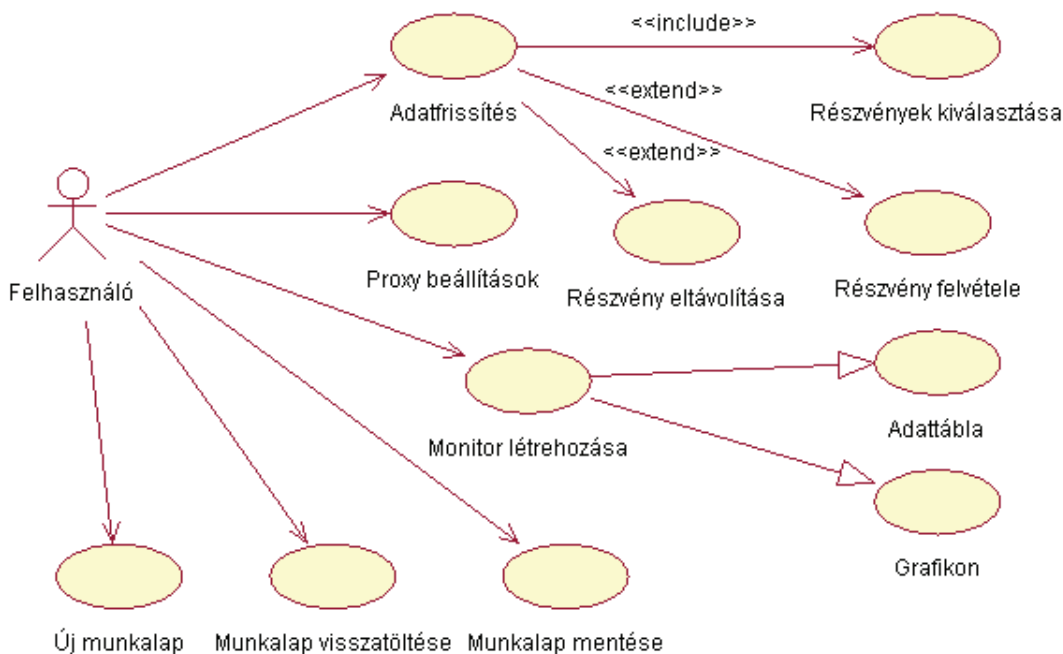 <<include>>
Adatfrissítés
Részvények kiválasztása
<<extend>>
<<extend>>
Felhasználó
Proxy beállítások
Részvény eltávolítása
Részvény felvétele
Monitor létrehozása
Adattábla
Grafikon
Új munkalap
Munkalap visszatöltése
Munkalap mentése